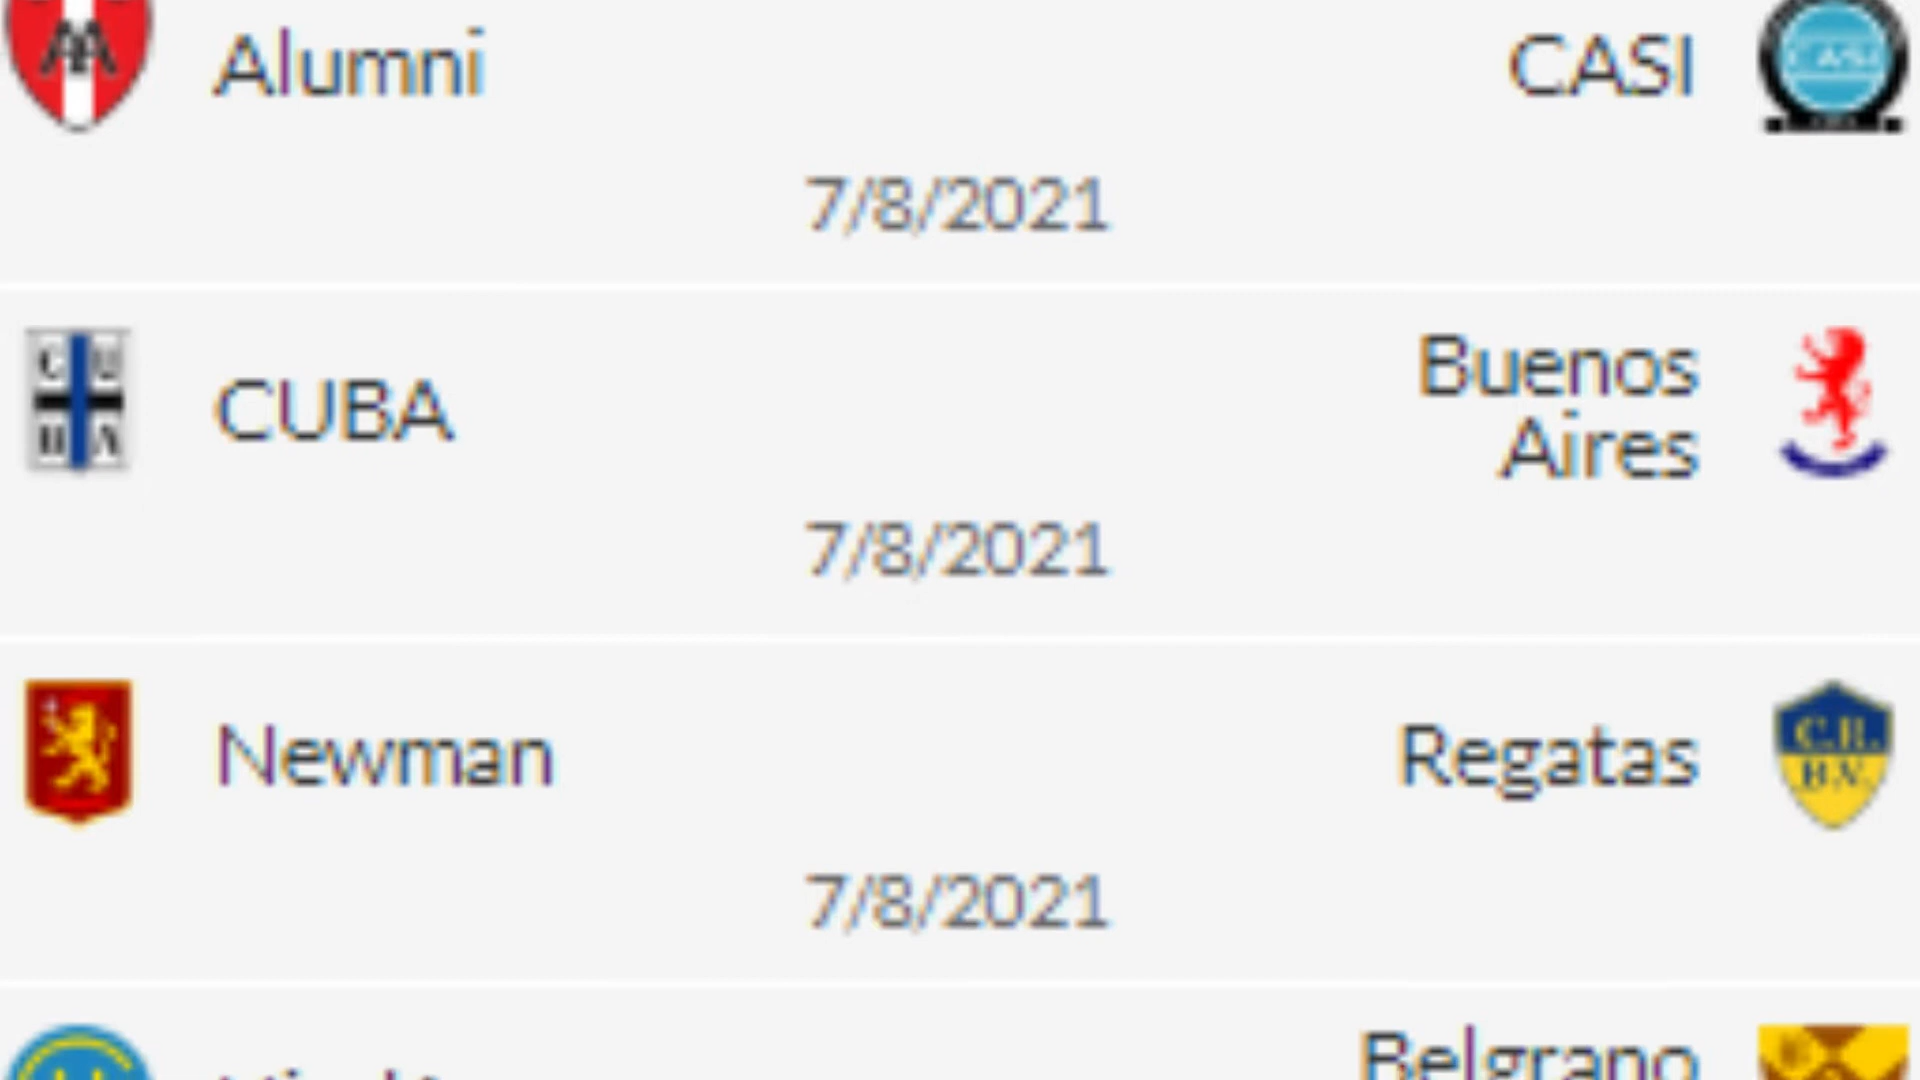 Alumni
CASI
7/8/2021
CUBA
Buenos
Aires
7/8/2021
Newman
Regatas
C.R.
B.V.
7/8/2021
Belgrano